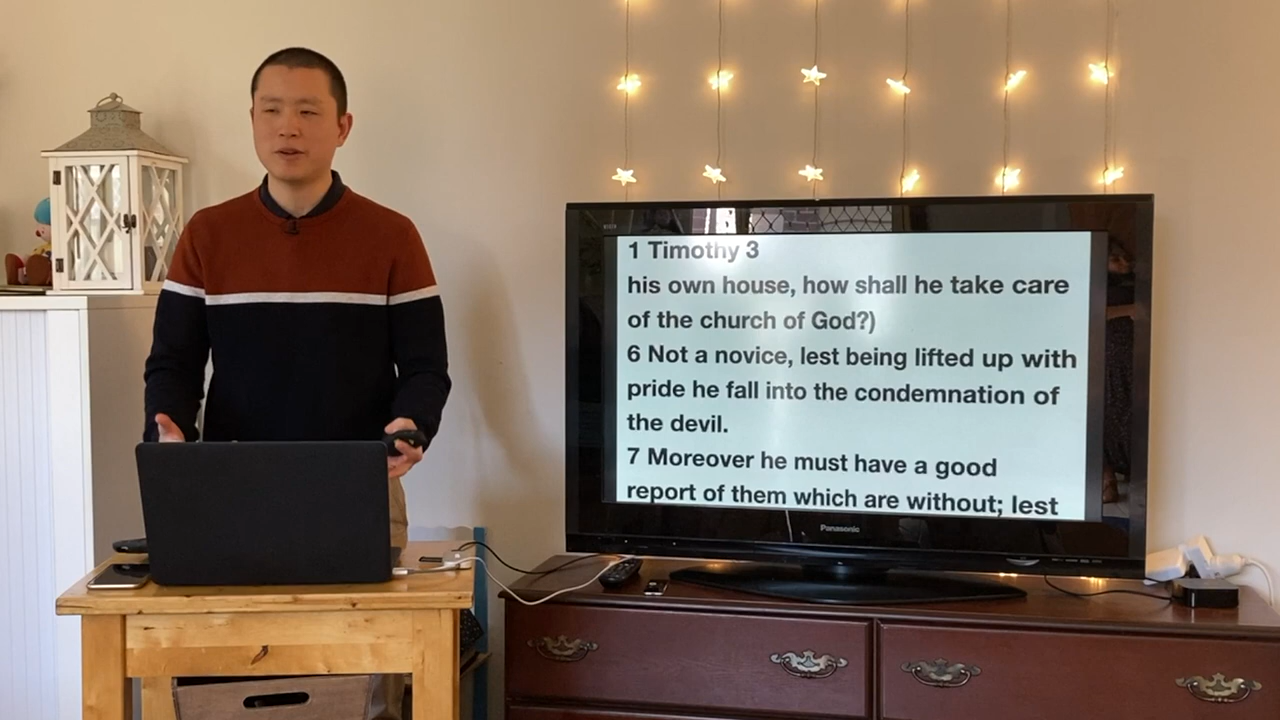 1 Timothy 3
his own house, how shall he take care
of the church of God?)
6 Not a novice, lest being lifted up with
pride he fall into the condemnation of
the devil.
7 Moreover he must have a good
report of them which are without; lest
Panasonic